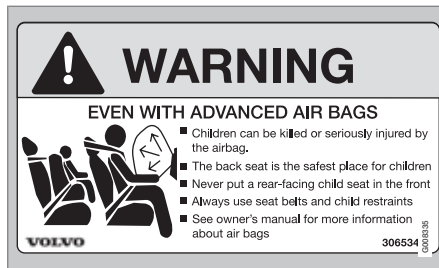 WARNING
EVEN WITH ADVANCED AIR BAGS
■ Children can be killed or seriously injured by
the airbag.
■ The back seat is the safest place for children
■ Never put a rear-facing child seat in the front
■ Always use seat belts and child restraints
■ See owner's manual for more information
about air bags
VOLVO
306534
G008335